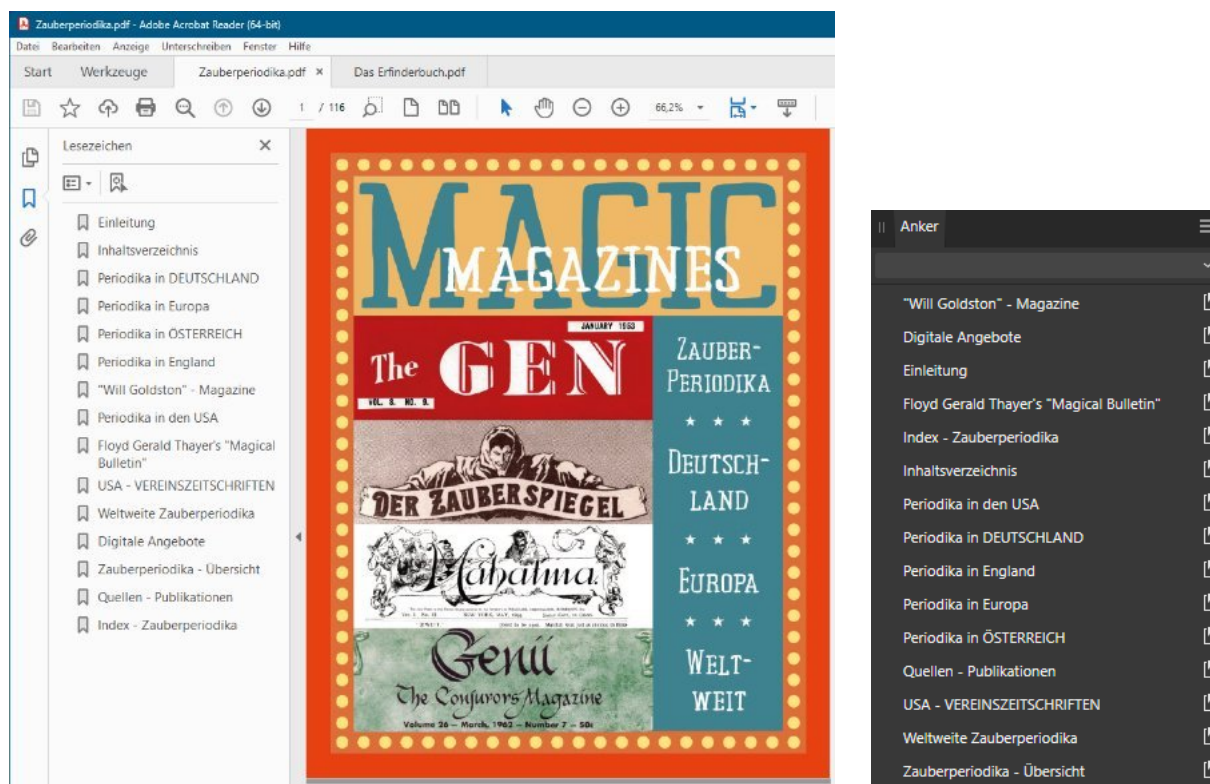 Zauberperiodika.pdf - Adobe Acrobat Reader (64-bit)
Datei Bearbeiten Anzeige Unterschreiben Fenster Hilfe
Start Werkzeuge Zauberperiodika.pdf × Das Erfinderbuch.pdf
1 / 116 66,2%
Lesezeichen
Einleitung
Inhaltsverzeichnis
Periodika in DEUTSCHLAND
Periodika in Europa
Periodika in ÖSTERREICH
Periodika in England
"Will Goldston" - Magazine
Periodika in den USA
Floyd Gerald Thayer's "Magical
Bulletin"
USA - VEREINSZEITSCHRIFTEN
Weltweite Zauberperiodika
Digitale Angebote
Zauberperiodika - Übersicht
Quellen - Publikationen
Index - Zauberperiodika
MAGIC
MAGAZINES
JANUARY 1963
The GEN
VOL. 8. NO. 9.
DER ZAUBERSPIEGEL
Mahatma.
Genii
The Conjurors Magazine
Volume 26 — March, 1962 — Number 7 — 50¢
ZAUBER-
PERIODIKA
DEUTSCH-
LAND
EUROPA
WELT-
WEIT
Anker
"Will Goldston" - Magazine
Digitale Angebote
Einleitung
Floyd Gerald Thayer's "Magical Bulletin"
Index - Zauberperiodika
Inhaltsverzeichnis
Periodika in den USA
Periodika in DEUTSCHLAND
Periodika in England
Periodika in Europa
Periodika in ÖSTERREICH
Quellen - Publikationen
USA - VEREINSZEITSCHRIFTEN
Weltweite Zauberperiodika
Zauberperiodika - Übersicht